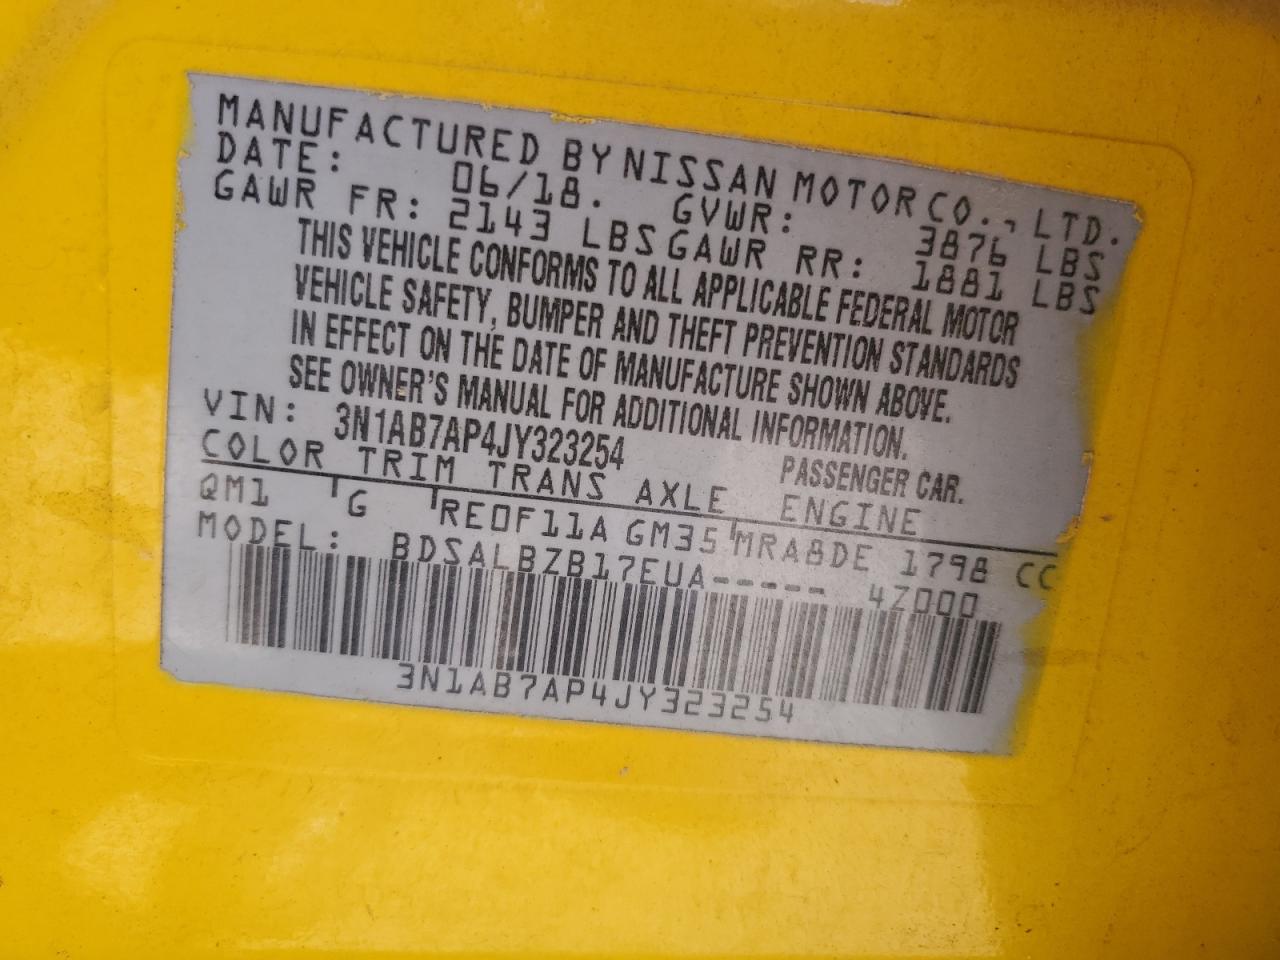 MANUFACTURED BY NISSAN MOTOR CO., LTD.
DATE: 06/18. GVWR: 3876 LBS
GAWR FR: 2143 LBS GAWR RR: 1881 LBS
THIS VEHICLE CONFORMS TO ALL APPLICABLE FEDERAL MOTOR
VEHICLE SAFETY, BUMPER AND THEFT PREVENTION STANDARDS
IN EFFECT ON THE DATE OF MANUFACTURE SHOWN ABOVE.
SEE OWNER'S MANUAL FOR ADDITIONAL INFORMATION.
VIN: 3N1AB7AP4JY323254 PASSENGER CAR.
COLOR TRIM TRANS AXLE ENGINE
QM1 G RE0F11A GM35 MRA8DE 1798 CC
MODEL: BDSALBZB17EUA----- 4Z000
3N1AB7AP4JY323254